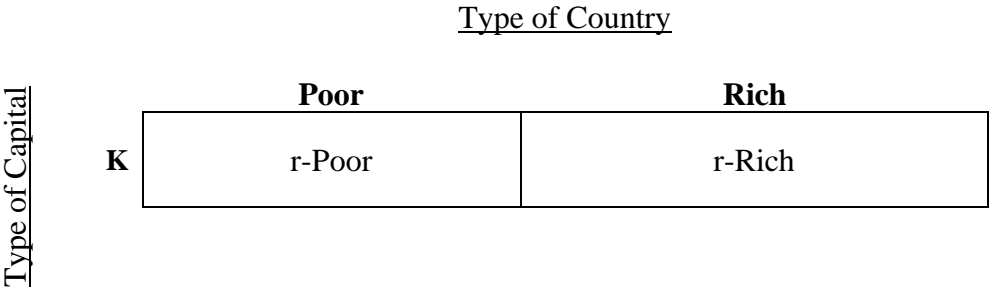 Type of Country
Poor Rich
Type of Capital
K r-Poor r-Rich